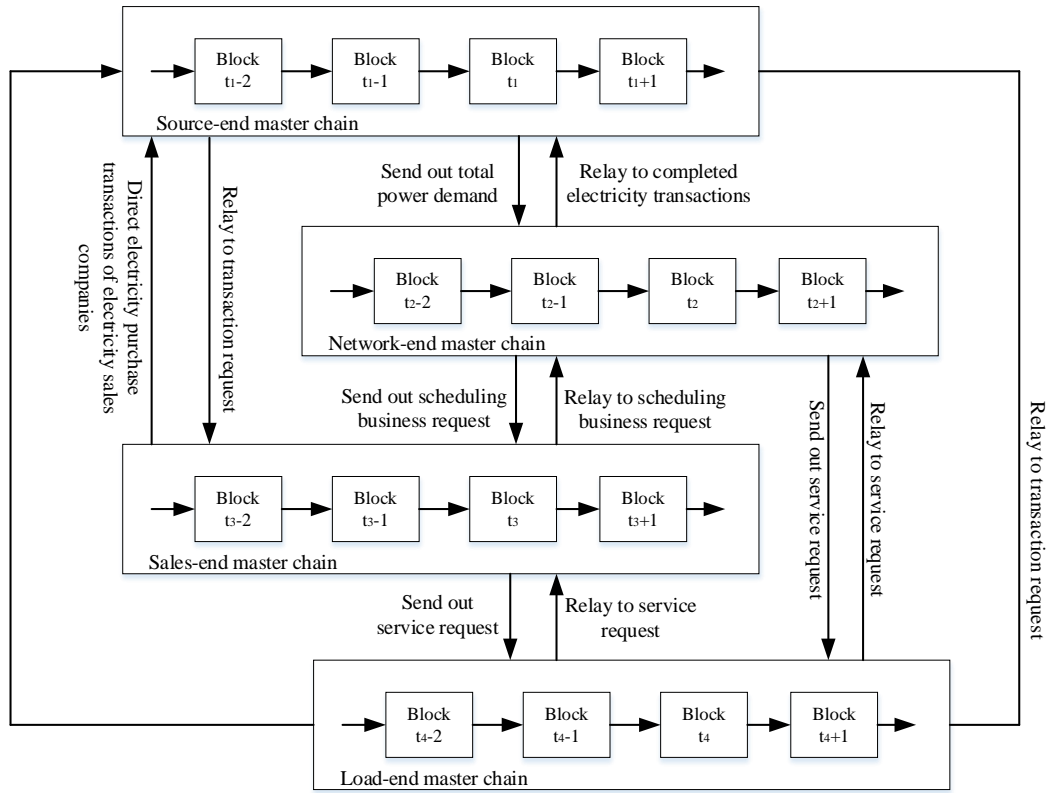 Block
t1-2
Block
t1-1
Block
t1
Block
t1+1
Source-end master chain
Direct electricity purchase
transactions of electricity sales
companies
Relay to transaction request
Send out total
power demand
Relay to completed
electricity transactions
Block
t2-2
Block
t2-1
Block
t2
Block
t2+1
Network-end master chain
Send out scheduling
business request
Relay to scheduling
business request
Send out service request
Relay to service request
Relay to transaction request
Block
t3-2
Block
t3-1
Block
t3
Block
t3+1
Sales-end master chain
Send out
service request
Relay to service
request
Block
t4-2
Block
t4-1
Block
t4
Block
t4+1
Load-end master chain